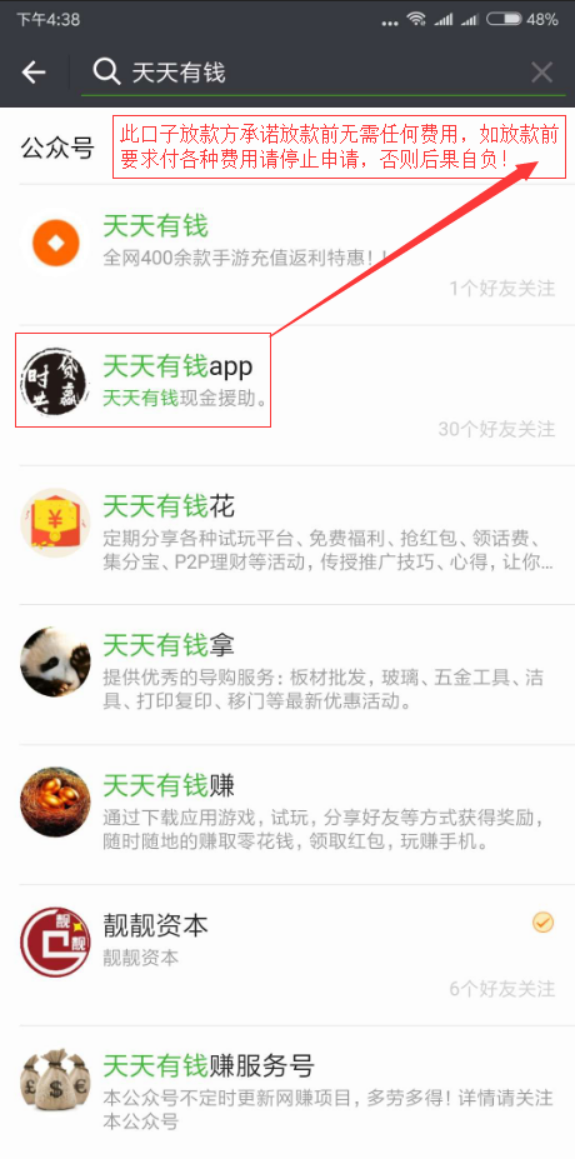 下午4:38
48%
天天有钱
公众号
此口子放款方承诺放款前无需任何费用，如放款前
要求付各种费用请停止申请，否则后果自负！
天天有钱
全网400余款手游充值返利特惠！！
1个好友关注
天天有钱app
天天有钱现金援助。
30个好友关注
天天有钱花
定期分享各种试玩平台、免费福利、抢红包、领话费、
集分宝、P2P理财等活动，传授推广技巧、心得，让你...
天天有钱拿
提供优秀的导购服务：板材批发，玻璃、五金工具、洁
具、打印复印、移门等最新优惠活动。
天天有钱赚
通过下载应用游戏，试玩，分享好友等方式获得奖励，
随时随地的赚取零花钱，领取红包，玩赚手机。
靓靓资本
靓靓资本
6个好友关注
天天有钱赚服务号
本公众号不定时更新网赚项目，多劳多得！详情请关注
本公众号